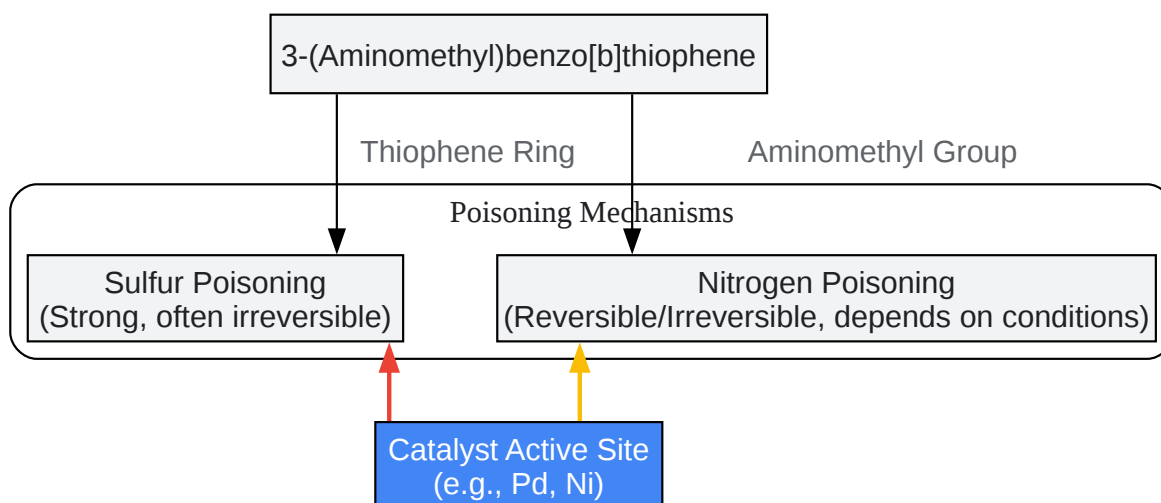 3-(Aminomethyl)benzo[b]thiophene
Thiophene Ring
Aminomethyl Group
Poisoning Mechanisms
Sulfur Poisoning
(Strong, often irreversible)
Nitrogen Poisoning
(Reversible/Irreversible, depends on conditions)
Catalyst Active Site
(e.g., Pd, Ni)